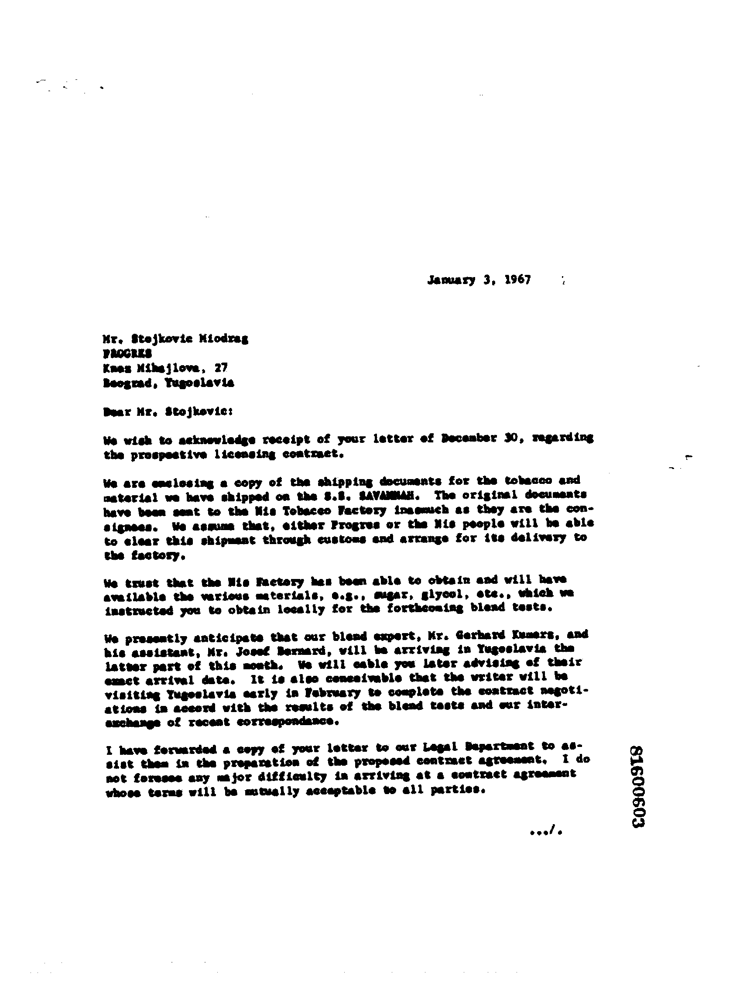 January 3, 1967
Mr. Stojkovic Miodrag
PROGRES
Knez Mihajlova, 27
Beograd, Yugoslavia
Dear Mr. Stojkovic:
We wish to acknowledge receipt of your letter of December 30, regarding
the prospective licensing contract.
We are enclosing a copy of the shipping documents for the tobacco and
material we have shipped on the S.S. SAVANNAH. The original documents
have been sent to the Nis Tobacco Factory inasmuch as they are the con-
signees. We assume that, either Progres or the Nis people will be able
to clear this shipment through customs and arrange for its delivery to
the factory.
We trust that the Nis Factory has been able to obtain and will have
available the various materials, e.g., sugar, glycol, etc., which we
instructed you to obtain locally for the forthcoming blend tests.
We presently anticipate that our blend expert, Mr. Gerhard Kumers, and
his assistant, Mr. Josef Bernard, will be arriving in Yugoslavia the
latter part of this month. We will cable you later advising of their
exact arrival date. It is also conceivable that the writer will be
visiting Yugoslavia early in February to complete the contract negoti-
ations in accord with the results of the blend tests and our inter-
exchange of recent correspondance.
I have forwarded a copy of your letter to our Legal Department to as-
sist them in the preparation of the proposed contract agreement. I do
not foresee any major difficulty in arriving at a contract agreement
whose terms will be mutually acceptable to all parties.
.../.
81600603